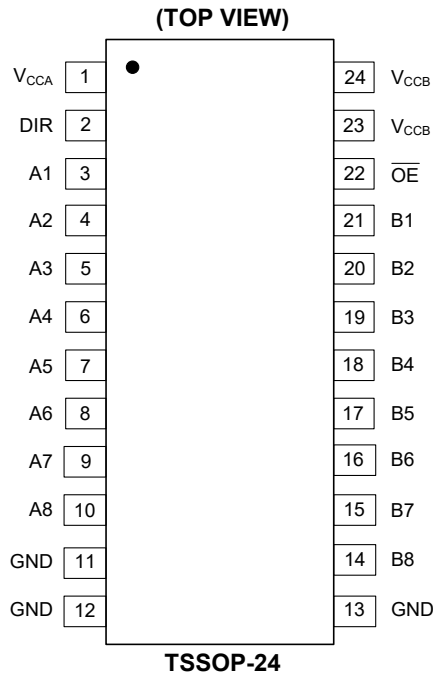 (TOP VIEW)
VCCA 1 24 VCCB
DIR 2 23 VCCB
A1 3 22 O̅E̅
A2 4 21 B1
A3 5 20 B2
A4 6 19 B3
A5 7 18 B4
A6 8 17 B5
A7 9 16 B6
A8 10 15 B7
GND 11 14 B8
GND 12 13 GND
TSSOP-24